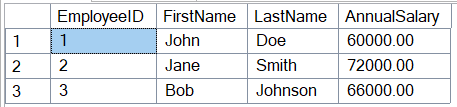 EmployeeID FirstName LastName AnnualSalary
1 1 John Doe 60000.00
2 2 Jane Smith 72000.00
3 3 Bob Johnson 66000.00